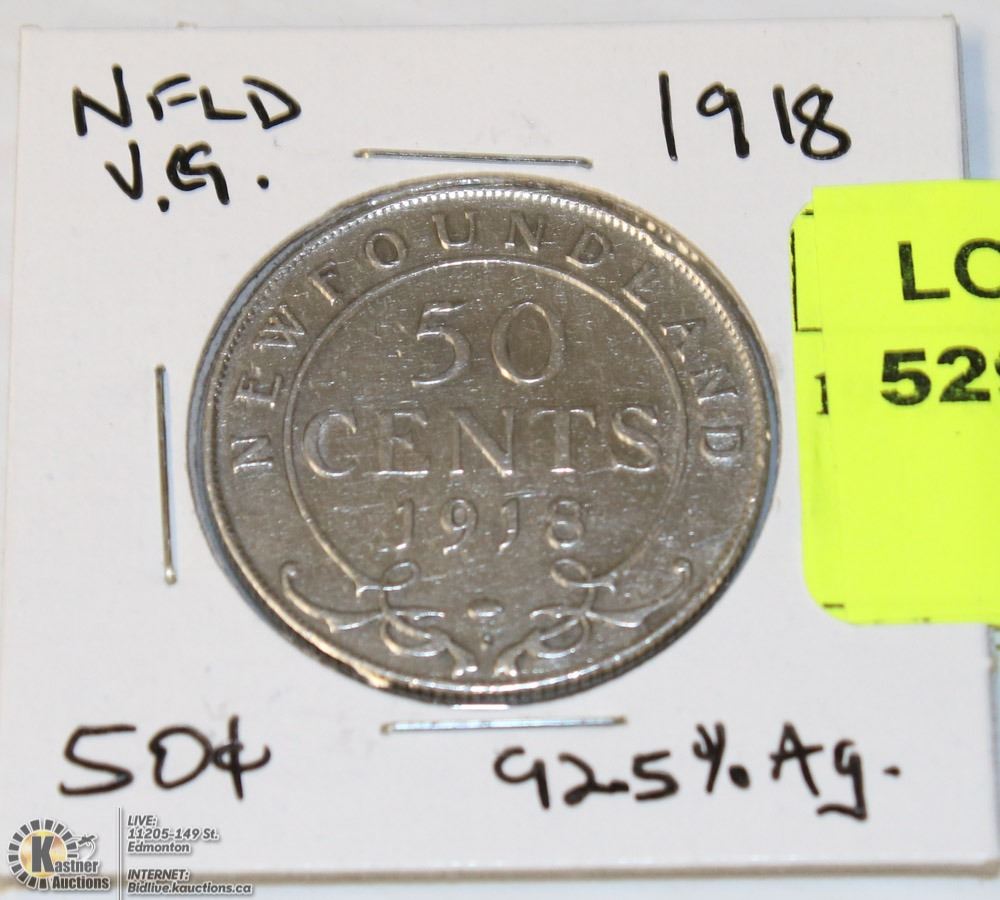 NFLD
V.G.
1918
NEWFOUNDLAND
50
CENTS
1918
LO
529
50¢
92.5% Ag.
Kastner
Auctions
LIVE:
11205-149 St.
Edmonton
INTERNET:
Bidlive.kauctions.ca